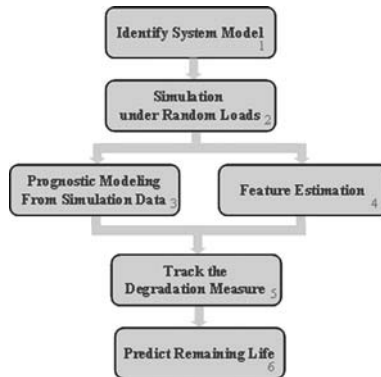 Identify System Model
1
Simulation
under Random Loads
2
Prognostic Modeling
From Simulation Data
3
Feature Estimation
4
Track the
Degradation Measure
5
Predict Remaining Life
6